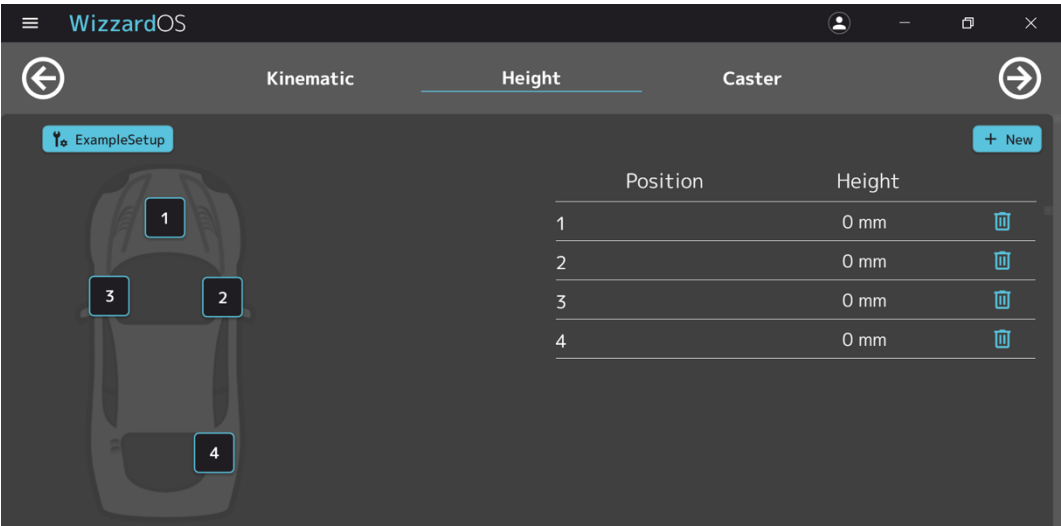 WizzardOS
Kinematic Height Caster
ExampleSetup
+ New
Position Height
1 0 mm
2 0 mm
3 0 mm
4 0 mm
1
3 2
4